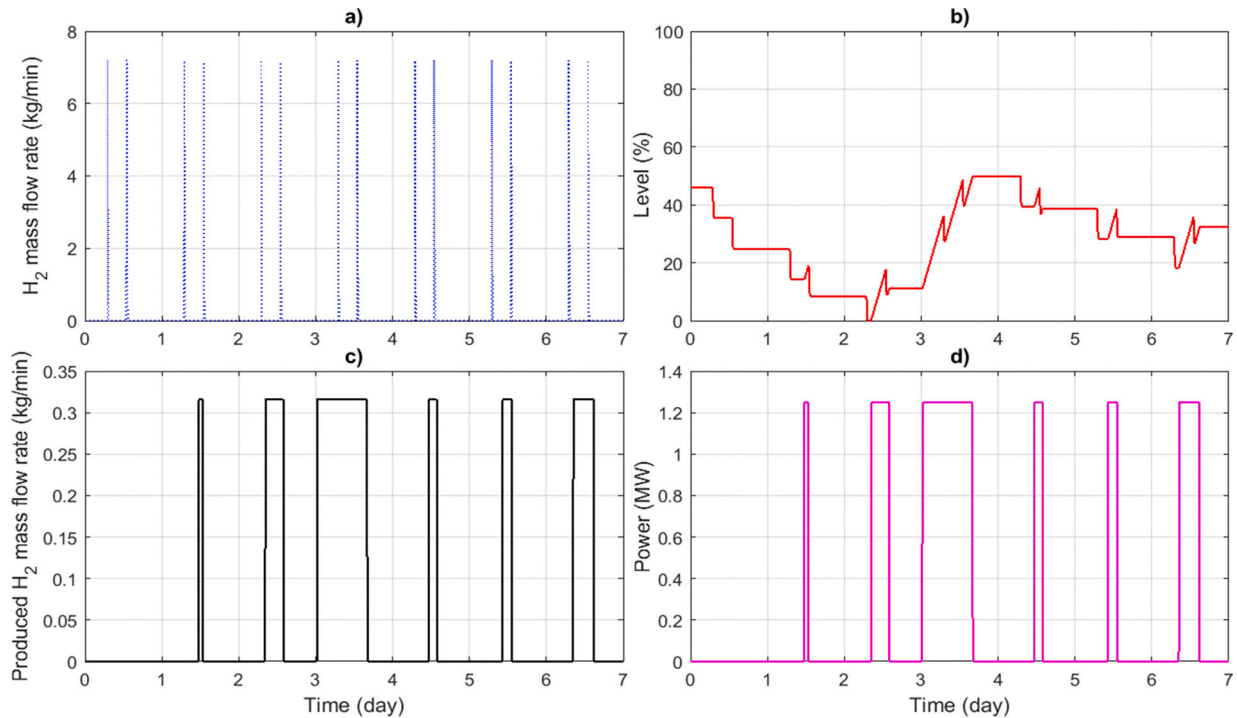 a)
H2 mass flow rate (kg/min)
8
6
4
2
0
0 1 2 3 4 5 6 7
b)
Level (%)
100
80
60
40
20
0
0 1 2 3 4 5 6 7
c)
Produced H2 mass flow rate (kg/min)
0.35
0.3
0.25
0.2
0.15
0.1
0.05
0
0 1 2 3 4 5 6 7
Time (day)
d)
Power (MW)
1.4
1.2
1
0.8
0.6
0.4
0.2
0
0 1 2 3 4 5 6 7
Time (day)